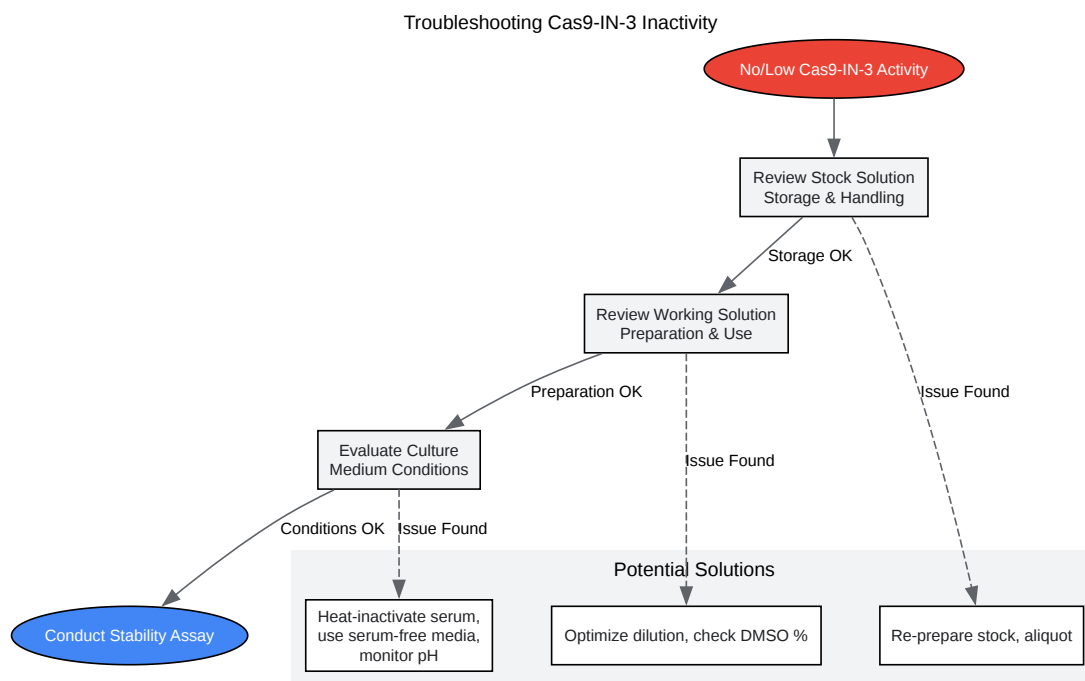 Troubleshooting Cas9-IN-3 Inactivity
No/Low Cas9-IN-3 Activity
Review Stock Solution
Storage & Handling
Storage OK
Review Working Solution
Preparation & Use
Preparation OK
Issue Found
Evaluate Culture
Medium Conditions
Issue Found
Conditions OK
Issue Found
Potential Solutions
Conduct Stability Assay
Heat-inactivate serum,
use serum-free media,
monitor pH
Optimize dilution, check DMSO %
Re-prepare stock, aliquot